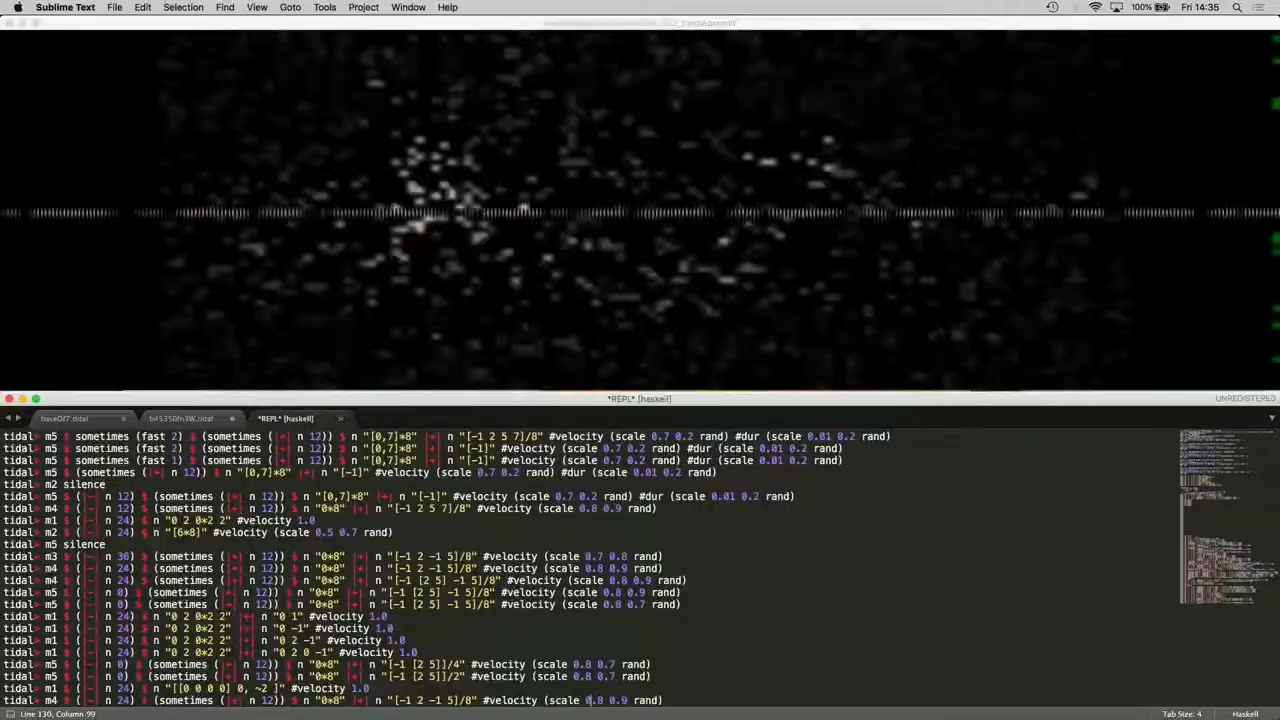 Sublime Text File Edit Selection Find View Goto Tools Project Window Help 100% Fri 14:35
*REPL* [haskell] UNREGISTERED
baseOf7.tidal b45350fn3W.tidal *REPL* [haskell]
tidal> m5 $ sometimes (fast 2) $ (sometimes (|+| n 12)) $ n "[0,7]*8" |+| n "[-1 2 5 7]/8" #velocity (scale 0.7 0.2 rand) #dur (scale 0.01 0.2 rand)
tidal> m5 $ sometimes (fast 2) $ (sometimes (|+| n 12)) $ n "[0,7]*8" |+| n "[-1]" #velocity (scale 0.7 0.2 rand) #dur (scale 0.01 0.2 rand)
tidal> m5 $ sometimes (fast 1) $ (sometimes (|+| n 12)) $ n "[0,7]*8" |+| n "[-1]" #velocity (scale 0.7 0.2 rand) #dur (scale 0.01 0.2 rand)
tidal> m5 $ (sometimes (|+| n 12)) $ n "[0,7]*8" |+| n "[-1]" #velocity (scale 0.7 0.2 rand) #dur (scale 0.01 0.2 rand)
tidal> m2 silence
tidal> m5 $ (|-| n 12) $ (sometimes (|+| n 12)) $ n "[0,7]*8" |+| n "[-1]" #velocity (scale 0.7 0.2 rand) #dur (scale 0.01 0.2 rand)
tidal> m4 $ (|-| n 12) $ (sometimes (|+| n 12)) $ n "0*8" |+| n "[-1 2 5 7]/8" #velocity (scale 0.8 0.9 rand)
tidal> m1 $ (|-| n 24) $ n "0 2 0*2 2" #velocity 1.0
tidal> m2 $ (|-| n 24) $ n "[6*8]" #velocity (scale 0.5 0.7 rand)
tidal> m5 silence
tidal> m3 $ (|-| n 36) $ (sometimes (|+| n 12)) $ n "0*8" |+| n "[-1 2 -1 5]/8" #velocity (scale 0.7 0.8 rand)
tidal> m4 $ (|-| n 24) $ (sometimes (|+| n 12)) $ n "0*8" |+| n "[-1 2 -1 5]/8" #velocity (scale 0.8 0.9 rand)
tidal> m4 $ (|-| n 24) $ (sometimes (|+| n 12)) $ n "0*8" |+| n "[-1 [2 5] -1 5]/8" #velocity (scale 0.8 0.9 rand)
tidal> m5 $ (|-| n 0) $ (sometimes (|+| n 12)) $ n "0*8" |+| n "[-1 [2 5] -1 5]/8" #velocity (scale 0.8 0.9 rand)
tidal> m5 $ (|-| n 0) $ (sometimes (|+| n 12)) $ n "0*8" |+| n "[-1 [2 5] -1 5]/8" #velocity (scale 0.8 0.7 rand)
tidal> m1 $ (|-| n 24) $ n "0 2 0*2 2" |+| n "0 1" #velocity 1.0
tidal> m1 $ (|-| n 24) $ n "0 2 0*2 2" |+| n "0 -1" #velocity 1.0
tidal> m1 $ (|-| n 24) $ n "0 2 0*2 2" |+| n "0 2 -1" #velocity 1.0
tidal> m1 $ (|-| n 24) $ n "0 2 0*2 2" |+| n "0 2 0 -1" #velocity 1.0
tidal> m5 $ (|-| n 0) $ (sometimes (|+| n 12)) $ n "0*8" |+| n "[-1 [2 5]]/4" #velocity (scale 0.8 0.7 rand)
tidal> m5 $ (|-| n 0) $ (sometimes (|+| n 12)) $ n "0*8" |+| n "[-1 [2 5]]/2" #velocity (scale 0.8 0.7 rand)
tidal> m1 $ (|-| n 24) $ n "[[0 0 0 0] 0, ~2 ]" #velocity 1.0
tidal> m4 $ (|-| n 24) $ (sometimes (|+| n 12)) $ n "0*8" |+| n "[-1 2 -1 5]/8" #velocity (scale 0.8 0.9 rand)
Line 130, Column 99 Tab Size: 4 Haskell